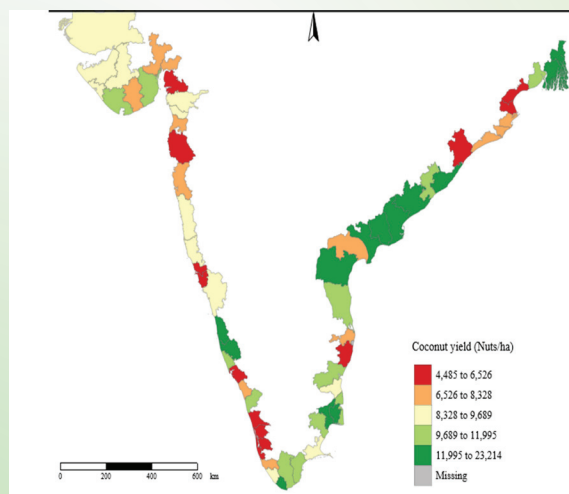 Coconut yield (Nuts/ha)
4,485 to 6,526
6,526 to 8,328
8,328 to 9,689
9,689 to 11,995
11,995 to 23,214
Missing
0 200 400 600
km